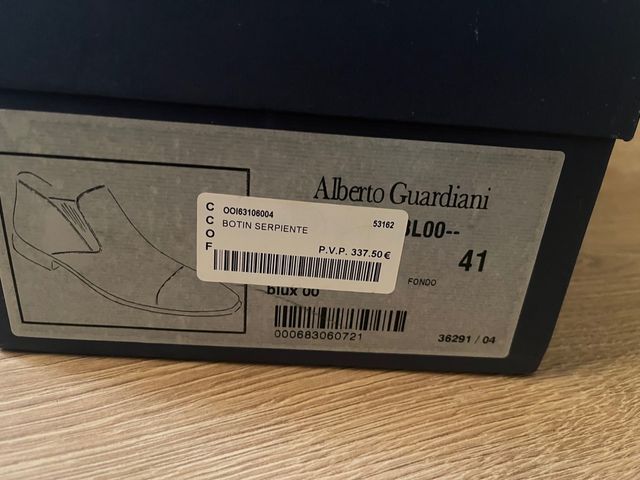 Alberto Guardiani
C
C
O
F
OOI63106004
53162
BOTIN SERPIENTE
P.V.P. 337.50€
BL00--
41
FONDO
blux 00
000683060721
36291 / 04